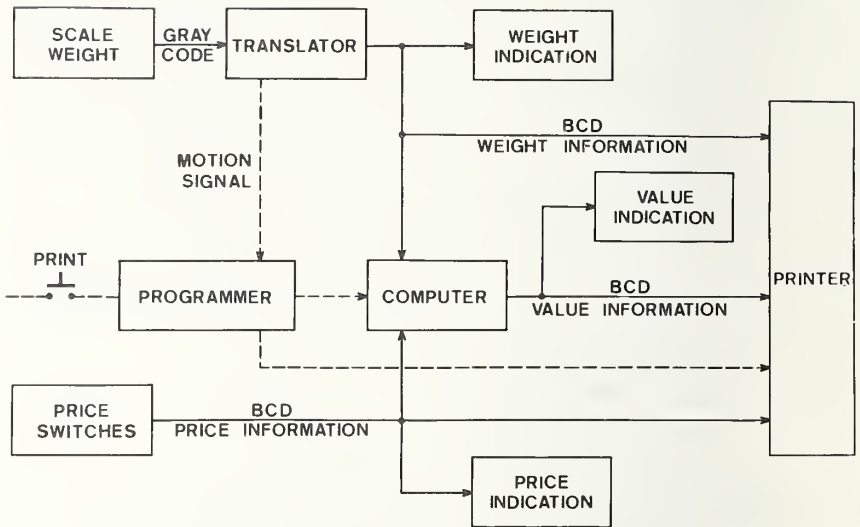 SCALE
WEIGHT
GRAY
CODE
TRANSLATOR
WEIGHT
INDICATION
BCD
WEIGHT INFORMATION
MOTION
SIGNAL
VALUE
INDICATION
PRINT
PROGRAMMER
COMPUTER
BCD
VALUE INFORMATION
PRINTER
PRICE
SWITCHES
BCD
PRICE INFORMATION
PRICE
INDICATION